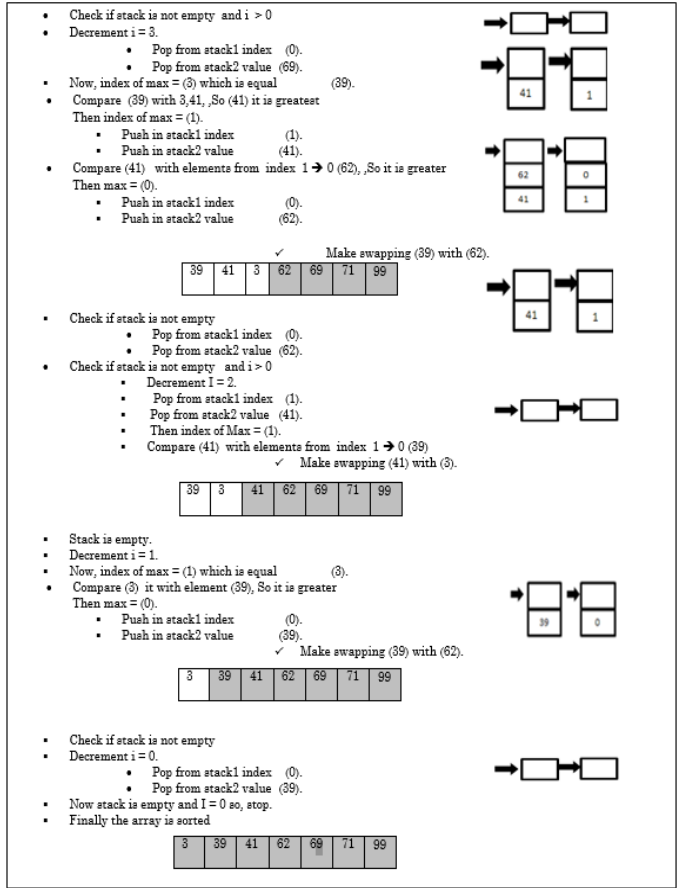 • Check if stack is not empty and i > 0
• Decrement i = 3.
• Pop from stack1 index (0).
• Pop from stack2 value (69).
▪ Now, index of max = (3) which is equal (39).
• Compare (39) with 3,41, ,So (41) it is greatest
Then index of max = (1).
▪ Push in stack1 index (1).
▪ Push in stack2 value (41).
• Compare (41) with elements from index 1 → 0 (62), ,So it is greater
Then max = (0).
▪ Push in stack1 index (0).
▪ Push in stack2 value (62).
41 1
62 0
41 1
✓ Make swapping (39) with (62).
39 41 3 62 69 71 99
41 1
▪ Check if stack is not empty
• Pop from stack1 index (0).
• Pop from stack2 value (62).
• Check if stack is not empty and i > 0
▪ Decrement I = 2.
▪ Pop from stack1 index (1).
▪ Pop from stack2 value (41).
▪ Then index of Max = (1).
▪ Compare (41) with elements from index 1 → 0 (39)
✓ Make swapping (41) with (3).
39 3 41 62 69 71 99
▪ Stack is empty.
▪ Decrement i = 1.
▪ Now, index of max = (1) which is equal (3).
• Compare (3) it with element (39), So it is greater
Then max = (0).
▪ Push in stack1 index (0).
▪ Push in stack2 value (39).
39 0
✓ Make swapping (39) with (62).
3 39 41 62 69 71 99
▪ Check if stack is not empty
▪ Decrement i = 0.
• Pop from stack1 index (0).
• Pop from stack2 value (39).
▪ Now stack is empty and I = 0 so, stop.
▪ Finally the array is sorted
3 39 41 62 69 71 99